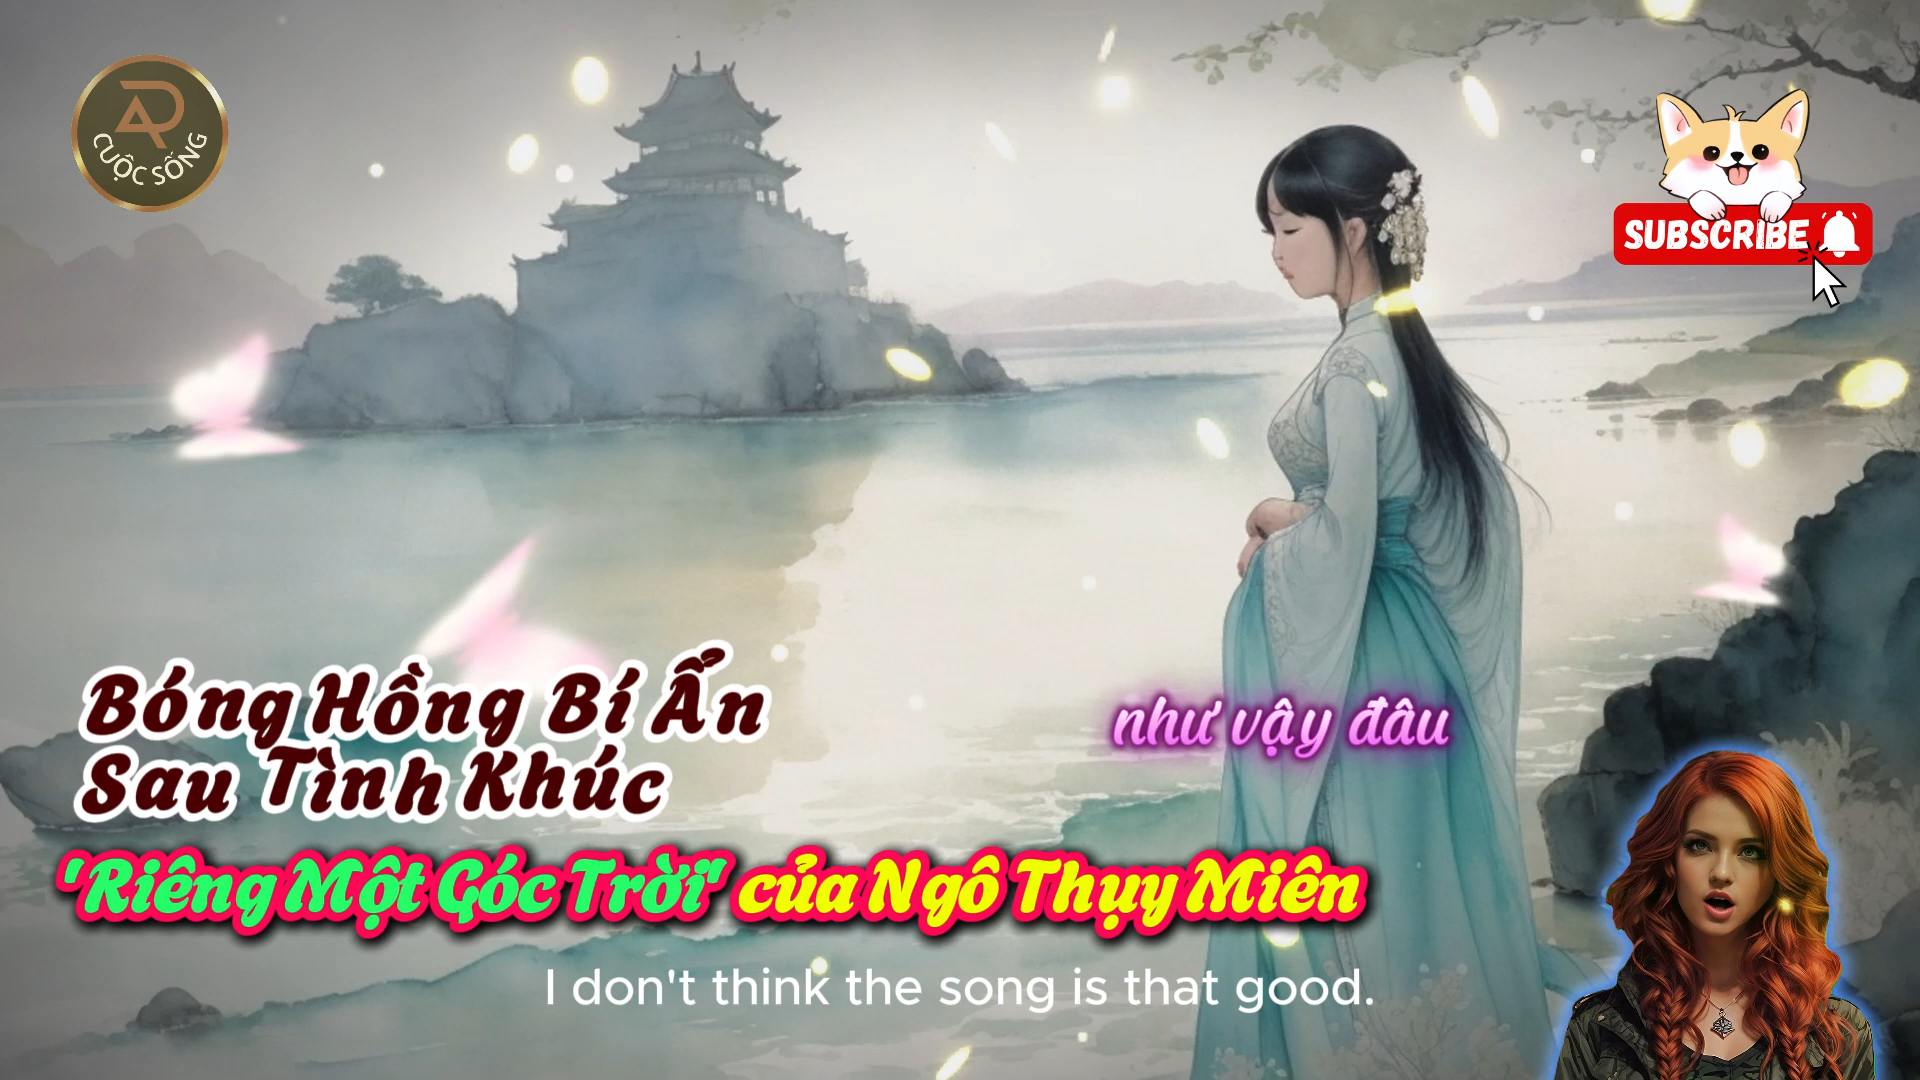 CUỘC SỐNG
SUBSCRIBE
Bóng Hồng Bí Ẩn
Sau Tình Khúc
như vậy đâu
'Riêng Một Góc Trời' của Ngô Thụy Miên
I don't think the song is that good.